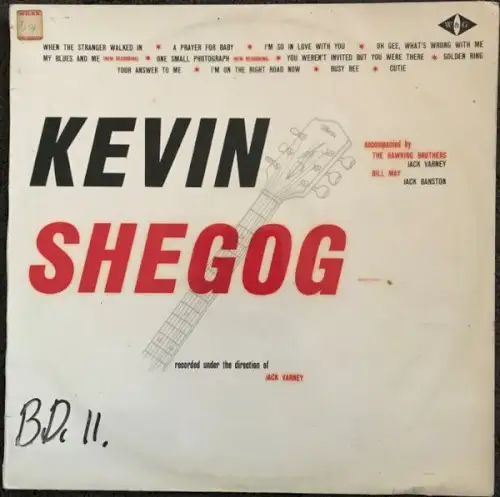 W & G
WHEN THE STRANGER WALKED IN * A PRAYER FOR BABY * I'M SO IN LOVE WITH YOU * OH GEE, WHAT'S WRONG WITH ME
MY BLUES AND ME (NEW RECORDING) * ONE SMALL PHOTOGRAPH (NEW RECORDING) * YOU WEREN'T INVITED BUT YOU WERE THERE * GOLDEN RING
YOUR ANSWER TO ME * I'M ON THE RIGHT ROAD NOW * BUSY BEE * CUTIE
KEVIN
accompanied by
THE HAWKING BROTHERS
JACK VARNEY
BILL MAY
JACK BANSTON
SHEGOG
recorded under the direction of
JACK VARNEY
B.D. 11.